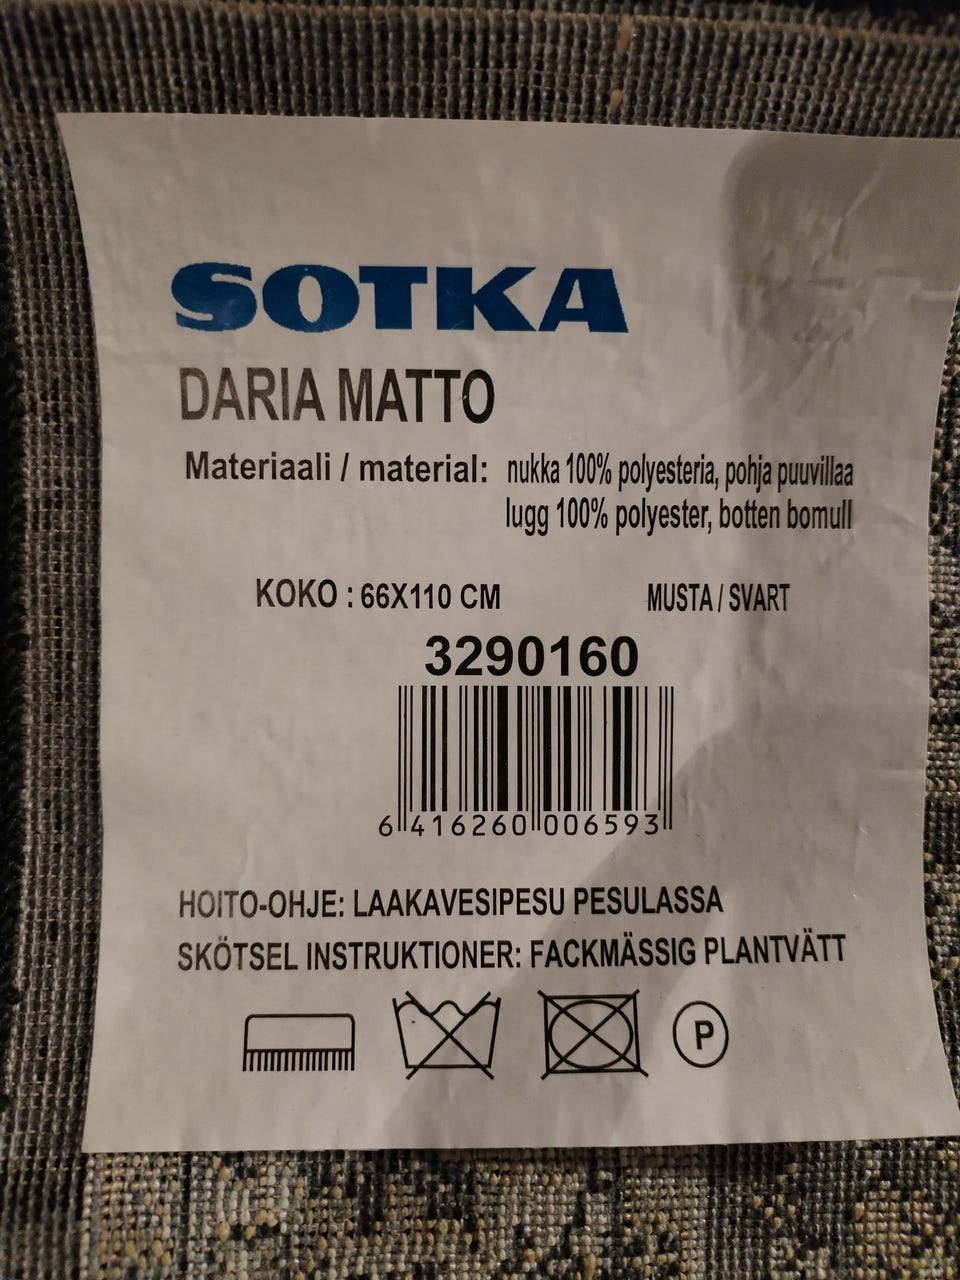 SOTKA
DARIA MATTO
Materiaali / material: nukka 100% polyesteria, pohja puuvillaa
lugg 100% polyester, botten bomull
KOKO : 66X110 CM MUSTA / SVART
3290160
6 416260 006593
HOITO-OHJE: LAAKAVESIPESU PESULASSA
SKÖTSEL INSTRUKTIONER: FACKMÄSSIG PLANTVÄTT
P